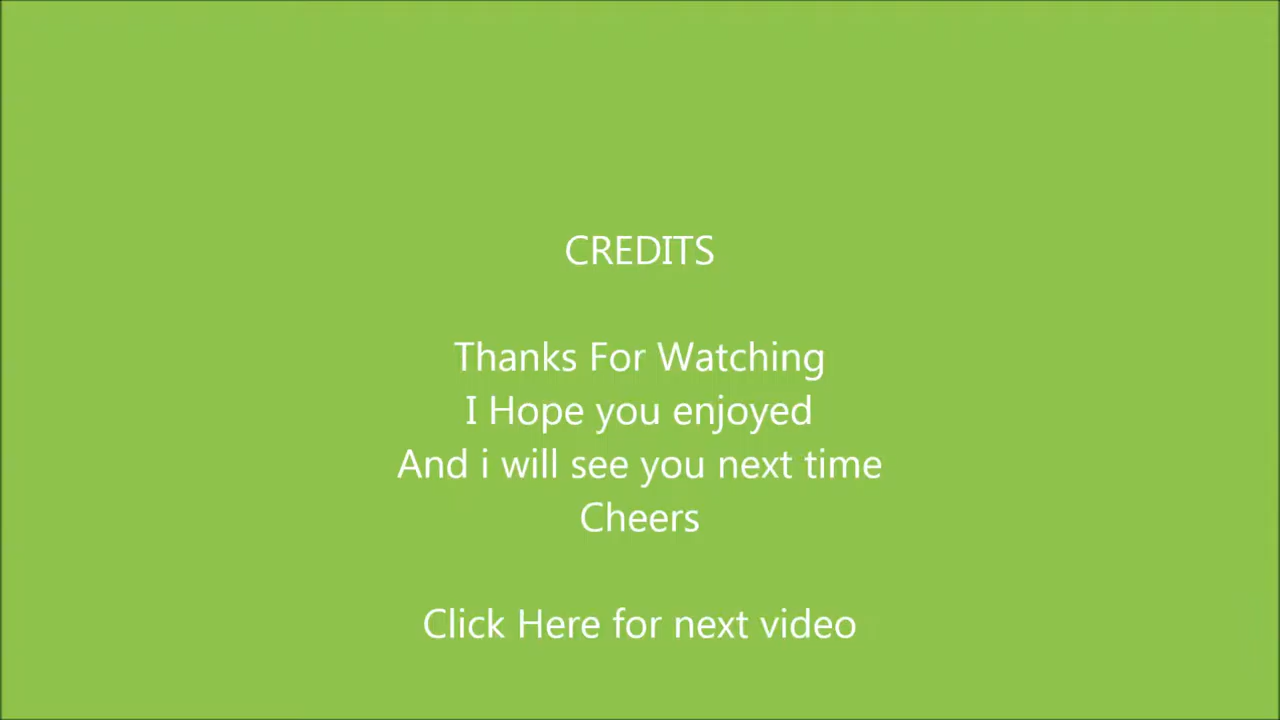 CREDITS
Thanks For Watching
I Hope you enjoyed
And i will see you next time
Cheers
Click Here for next video